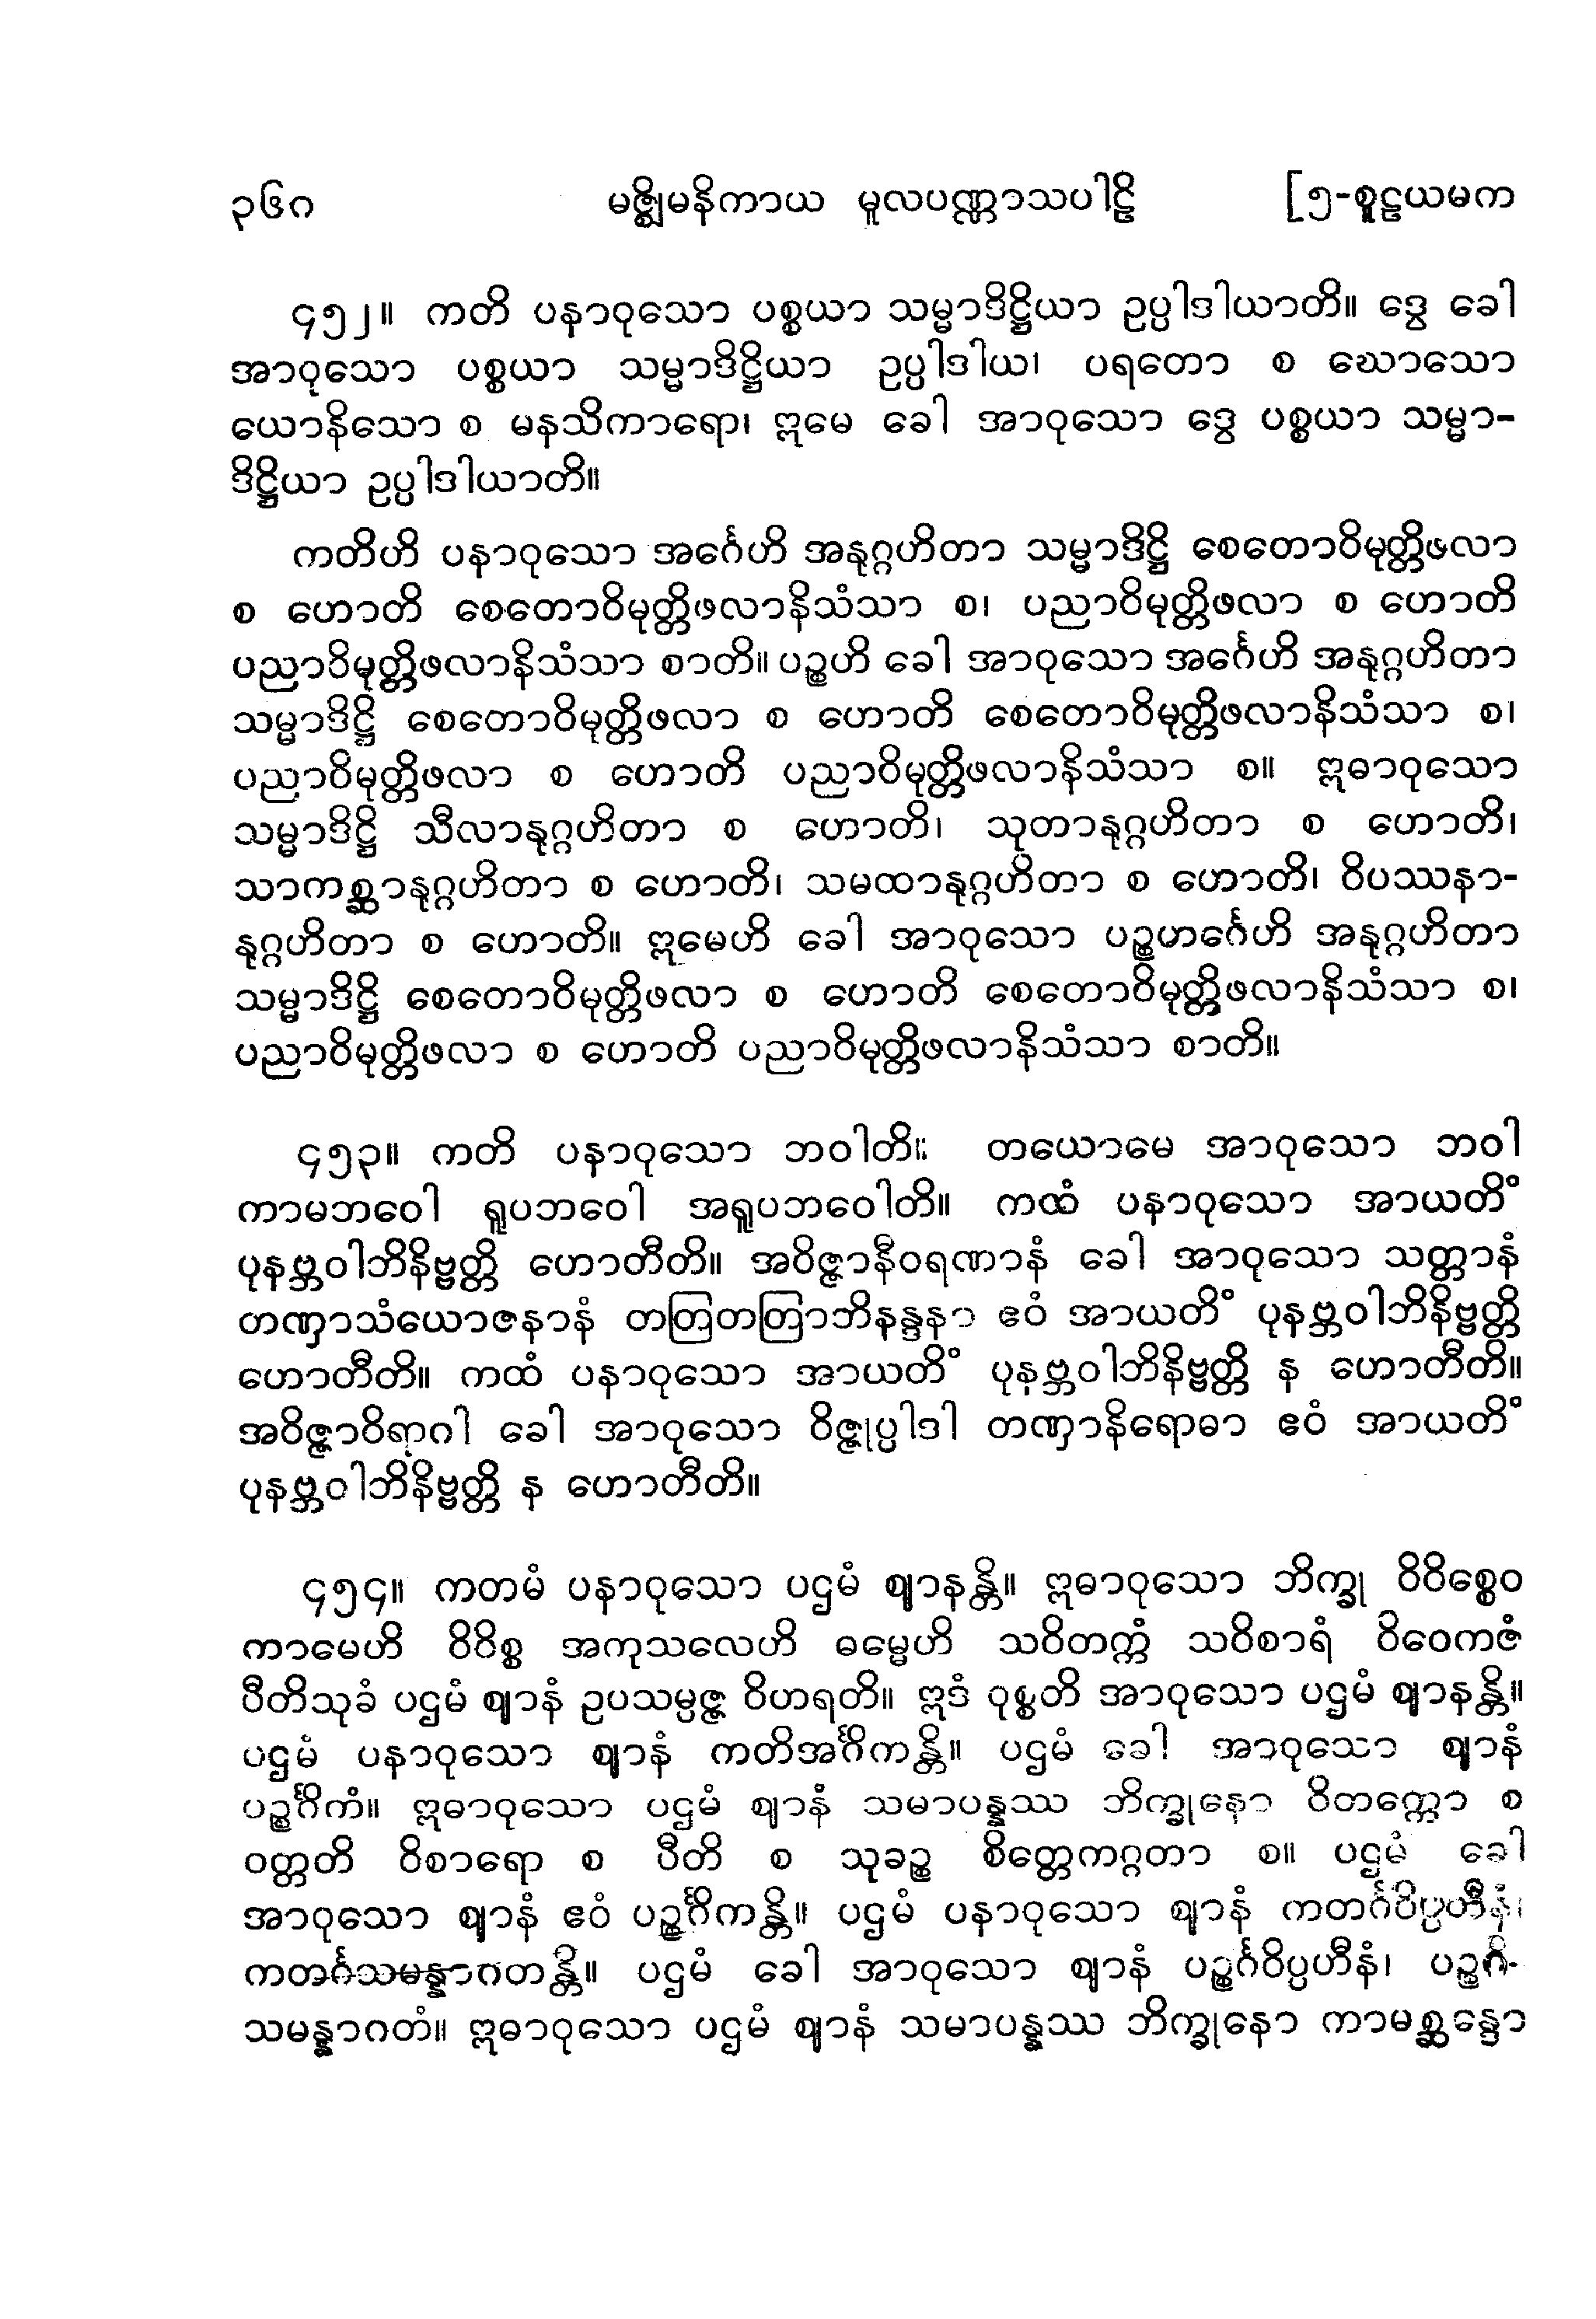 ၃၆ဂ မဇ္ဈိမနိကာယ မူလပဏ္ဏာသပါဠိ [၅-စူဠယမက
၄၅၂။ ကတိ ပနာဝုသော ပစ္စယာ သမ္မာဒိဋ္ဌိယာ ဥပ္ပါဒါယာတိ။ ဒွေ ခေါ
အာဝုသော ပစ္စယာ သမ္မာဒိဋ္ဌိယာ ဥပ္ပါဒါယ၊ ပရတော စ ဃောသော
ယောနိသော စ မနသိကာရော၊ ဣမေ ခေါ အာဝုသော ဒွေ ပစ္စယာ သမ္မာ-
ဒိဋ္ဌိယာ ဥပ္ပါဒါယာတိ။
ကတိဟိ ပနာဝုသော အင်္ဂေဟိ အနုဂ္ဂဟိတာ သမ္မာဒိဋ္ဌိ စေတောဝိမုတ္တိဖလာ
စ ဟောတိ စေတောဝိမုတ္တိဖလာနိသံသာ စ၊ ပညာဝိမုတ္တိဖလာ စ ဟောတိ
ပညာဝိမုတ္တိဖလာနိသံသာ စာတိ။ ပဉ္စဟိ ခေါ အာဝုသော အင်္ဂေဟိ အနုဂ္ဂဟိတာ
သမ္မာဒိဋ္ဌိ စေတောဝိမုတ္တိဖလာ စ ဟောတိ စေတောဝိမုတ္တိဖလာနိသံသာ စ၊
ပညာဝိမုတ္တိဖလာ စ ဟောတိ ပညာဝိမုတ္တိဖလာနိသံသာ စ။ ဣဓာဝုသော
သမ္မာဒိဋ္ဌိ သီလာနုဂ္ဂဟိတာ စ ဟောတိ၊ သုတာနုဂ္ဂဟိတာ စ ဟောတိ၊
သာကစ္ဆာနုဂ္ဂဟိတာ စ ဟောတိ၊ သမထာနုဂ္ဂဟိတာ စ ဟောတိ၊ ဝိပဿနာ-
နုဂ္ဂဟိတာ စ ဟောတိ။ ဣမေဟိ ခေါ အာဝုသော ပဉ္စဟင်္ဂေဟိ အနုဂ္ဂဟိတာ
သမ္မာဒိဋ္ဌိ စေတောဝိမုတ္တိဖလာ စ ဟောတိ စေတောဝိမုတ္တိဖလာနိသံသာ စ၊
ပညာဝိမုတ္တိဖလာ စ ဟောတိ ပညာဝိမုတ္တိဖလာနိသံသာ စာတိ။
၄၅၃။ ကတိ ပနာဝုသော ဘဝါတိ။ တယောမေ အာဝုသော ဘဝါ
ကာမဘဝေါ ရူပဘဝေါ အရူပဘဝေါတိ။ ကထံ ပနာဝုသော အာယတိံ
ပုနဗ္ဘဝါဘိနိဗ္ဗတ္တိ ဟောတီတိ။ အဝိဇ္ဇာနီဝရဏာနံ ခေါ အာဝုသော သတ္တာနံ
တဏှာသံယောဇနာနံ တတြတတြာဘိနန္ဒနာ ဧဝံ အာယတိံ ပုနဗ္ဘဝါဘိနိဗ္ဗတ္တိ
ဟောတီတိ။ ကထံ ပနာဝုသော အာယတိံ ပုနဗ္ဘဝါဘိနိဗ္ဗတ္တိ န ဟောတီတိ။
အဝိဇ္ဇာဝိရာဂါ ခေါ အာဝုသော ဝိဇ္ဇုပ္ပါဒါ တဏှာနိရောဓာ ဧဝံ အာယတိံ
ပုနဗ္ဘဝါဘိနိဗ္ဗတ္တိ န ဟောတီတိ။
၄၅၄။ ကတမံ ပနာဝုသော ပဌမံ ဈာနန္တိ။ ဣဓာဝုသော ဘိက္ခု ဝိဝိစ္စေဝ
ကာမေဟိ ဝိဝိစ္စ အကုသလေဟိ ဓမ္မေဟိ သဝိတက္ကံ သဝိစာရံ ဝိဝေကဇံ
ပီတိသုခံ ပဌမံ ဈာနံ ဥပသမ္ပဇ္ဇ ဝိဟရတိ။ ဣဒံ ဝုစ္စတိ အာဝုသော ပဌမံ ဈာနန္တိ။
ပဌမံ ပနာဝုသော ဈာနံ ကတိအင်္ဂိကန္တိ။ ပဌမံ ခေါ အာဝုသော ဈာနံ
ပဉ္စင်္ဂိကံ။ ဣဓာဝုသော ပဌမံ ဈာနံ သမာပန္နဿ ဘိက္ခုနော ဝိတက္ကော စ
ဝတ္တတိ ဝိစာရော စ ပီတိ စ သုခဉ္စ စိတ္တေကဂ္ဂတာ စ။ ပဌမံ ခေါ
အာဝုသော ဈာနံ ဧဝံ ပဉ္စင်္ဂိကန္တိ။ ပဌမံ ပနာဝုသော ဈာနံ ကတင်္ဂဝိပ္ပဟီနံ၊
ကတင်္ဂသမန္နာဂတန္တိ။ ပဌမံ ခေါ အာဝုသော ဈာနံ ပဉ္စင်္ဂဝိပ္ပဟီနံ၊ ပဉ္စင်္ဂ-
သမန္နာဂတံ။ ဣဓာဝုသော ပဌမံ ဈာနံ သမာပန္နဿ ဘိက္ခုနော ကာမစ္ဆန္ဒော